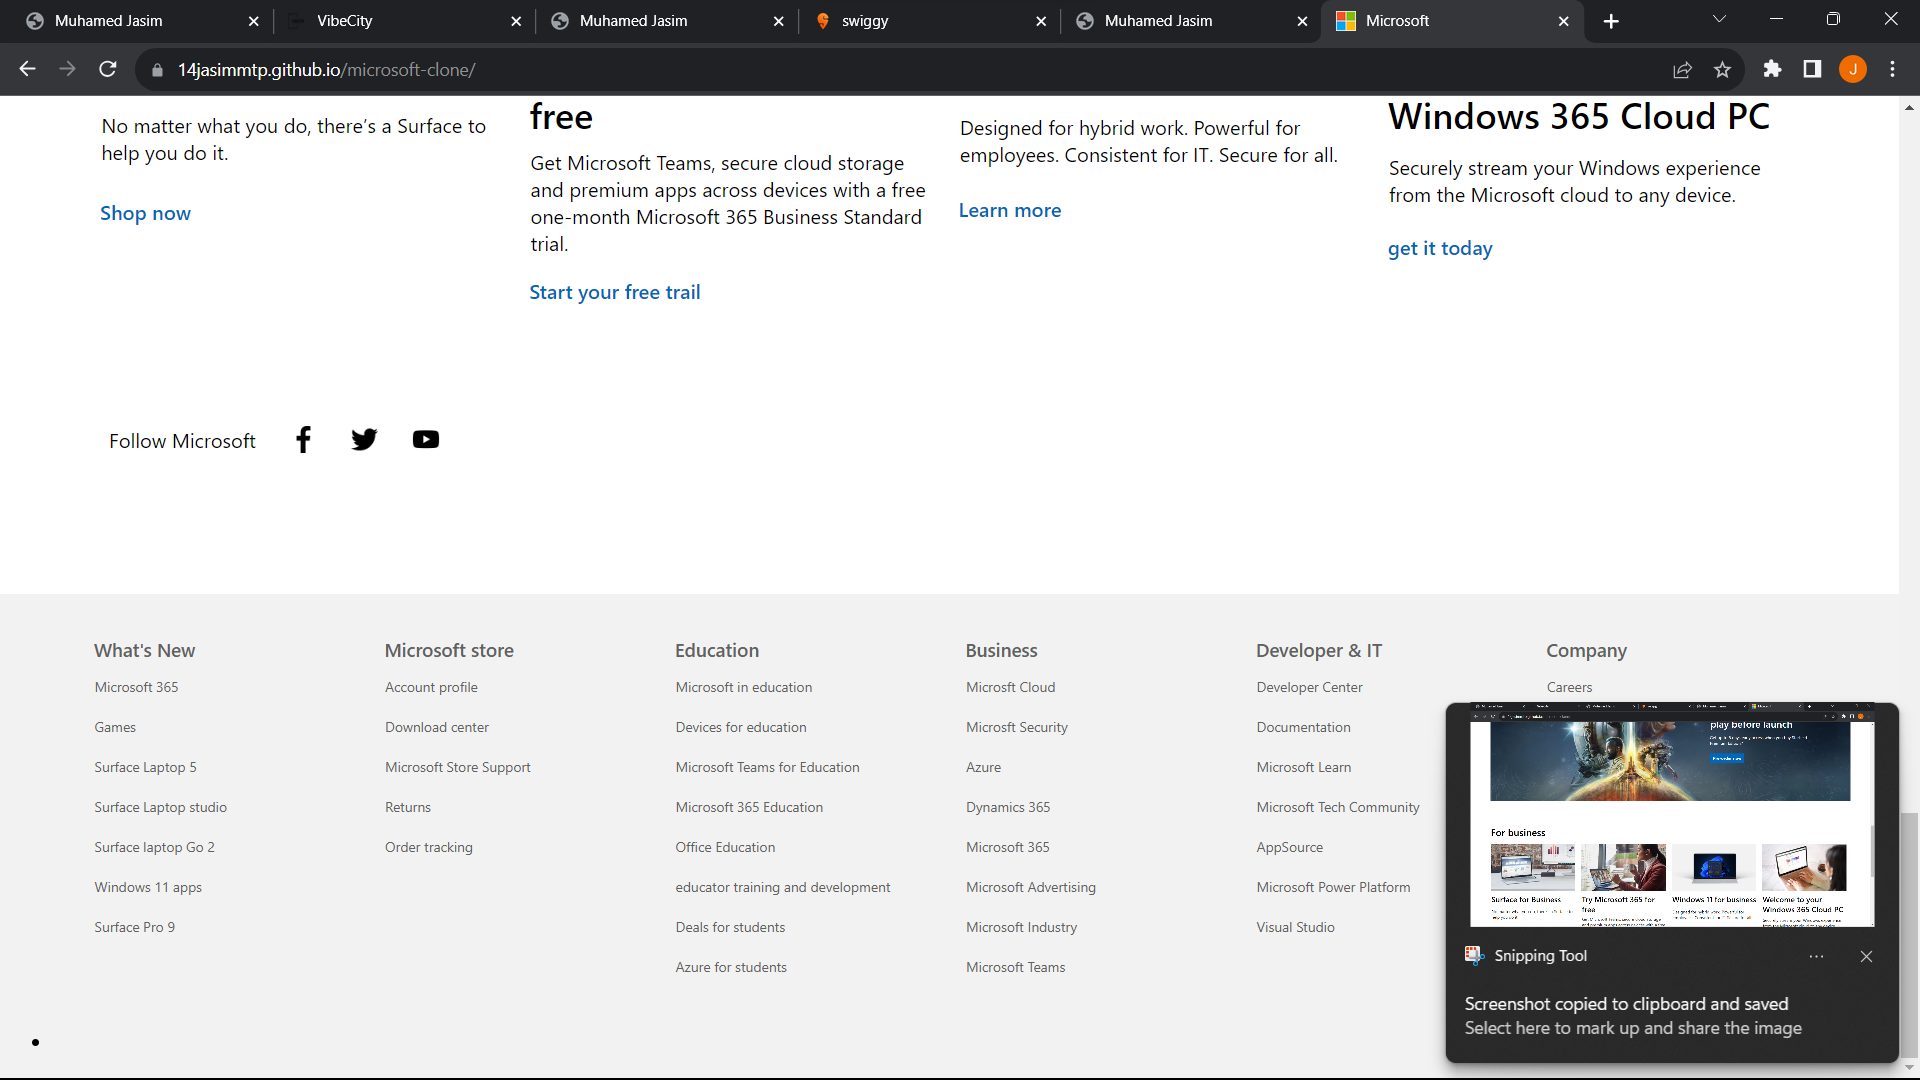 Muhamed Jasim
VibeCity
Muhamed Jasim
swiggy
Muhamed Jasim
Microsoft
14jasimmtp.github.io/microsoft-clone/
J
No matter what you do, there's a Surface to
help you do it.
Shop now
free
Get Microsoft Teams, secure cloud storage
and premium apps across devices with a free
one-month Microsoft 365 Business Standard
trial.
Start your free trail
Designed for hybrid work. Powerful for
employees. Consistent for IT. Secure for all.
Learn more
Windows 365 Cloud PC
Securely stream your Windows experience
from the Microsoft cloud to any device.
get it today
Follow Microsoft
What's New
Microsoft 365
Games
Surface Laptop 5
Surface Laptop studio
Surface laptop Go 2
Windows 11 apps
Surface Pro 9
Microsoft store
Account profile
Download center
Microsoft Store Support
Returns
Order tracking
Education
Microsoft in education
Devices for education
Microsoft Teams for Education
Microsoft 365 Education
Office Education
educator training and development
Deals for students
Azure for students
Business
Microsft Cloud
Microsft Security
Azure
Dynamics 365
Microsoft 365
Microsoft Advertising
Microsoft Industry
Microsoft Teams
Developer & IT
Developer Center
Documentation
Microsoft Learn
Microsoft Tech Community
AppSource
Microsoft Power Platform
Visual Studio
Company
Careers
play before launch
For business
Surface for Business
Try Microsoft 365 for
free
Windows 11 for business
Welcome to your
Windows 365 Cloud PC
Snipping Tool
Screenshot copied to clipboard and saved
Select here to mark up and share the image